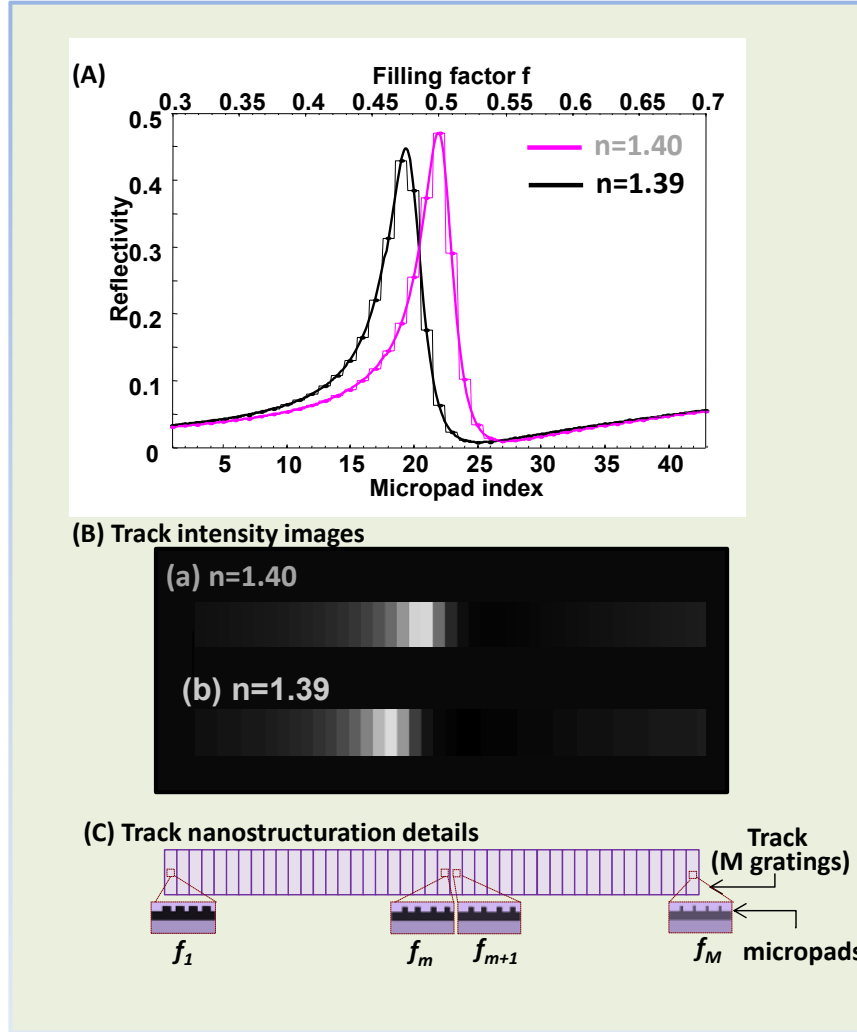 (A)
Filling factor f
0.3 0.35 0.4 0.45 0.5 0.55 0.6 0.65 0.7
0.5
0.4
0.3
0.2
0.1
0
Reflectivity
n=1.40
n=1.39
5 10 15 20 25 30 35 40
Micropad index
(B) Track intensity images
(a) n=1.40
(b) n=1.39
(C) Track nanostructuration details
Track
(M gratings)
micropads
f1 fm fm+1 fM